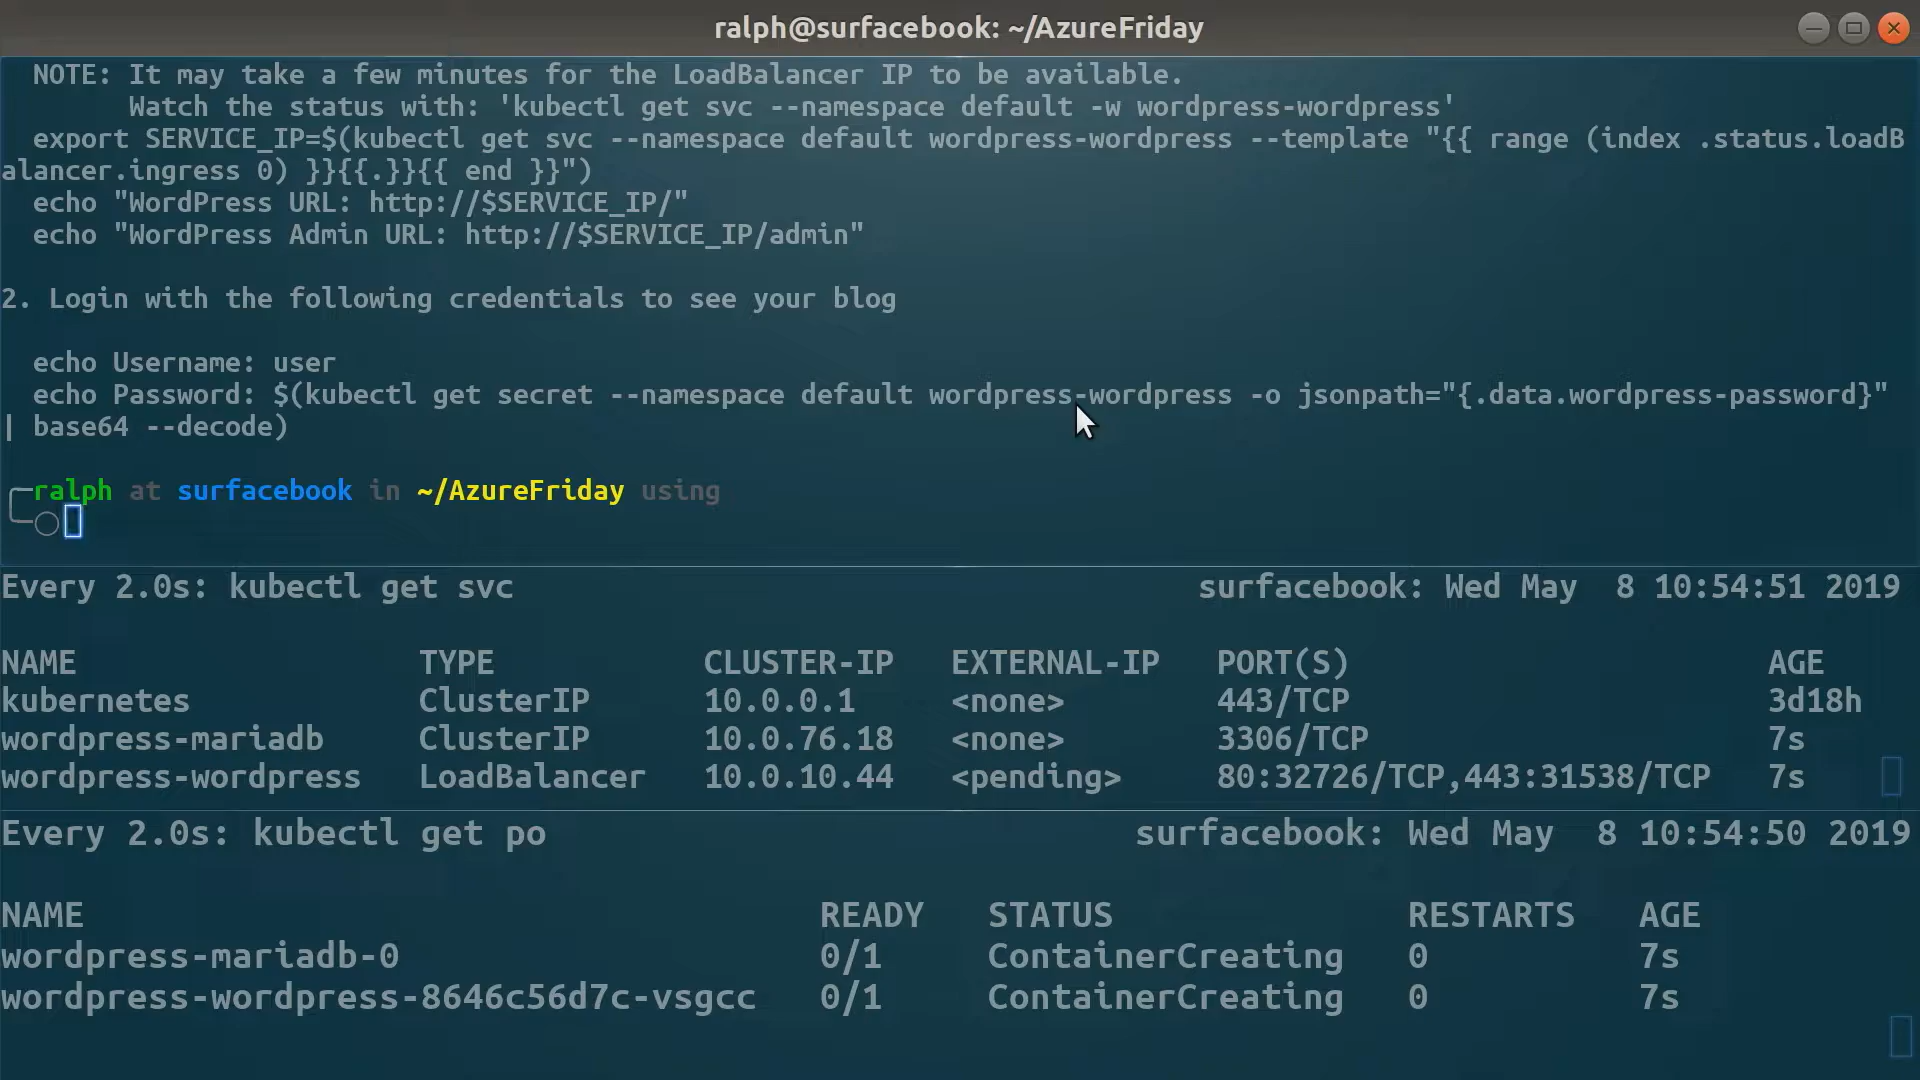 ralph@surfacebook: ~/AzureFriday
NOTE: It may take a few minutes for the LoadBalancer IP to be available.
Watch the status with: 'kubectl get svc --namespace default -w wordpress-wordpress'
export SERVICE_IP=$(kubectl get svc --namespace default wordpress-wordpress --template "{{ range (index .status.loadB
alancer.ingress 0) }}{{.}}{{ end }}")
echo "WordPress URL: http://$SERVICE_IP/"
echo "WordPress Admin URL: http://$SERVICE_IP/admin"
2. Login with the following credentials to see your blog
echo Username: user
echo Password: $(kubectl get secret --namespace default wordpress-wordpress -o jsonpath="{.data.wordpress-password}"
| base64 --decode)
ralph at surfacebook in ~/AzureFriday using
Every 2.0s: kubectl get svc surfacebook: Wed May 8 10:54:51 2019
NAME TYPE CLUSTER-IP EXTERNAL-IP PORT(S) AGE
kubernetes ClusterIP 10.0.0.1 <none> 443/TCP 3d18h
wordpress-mariadb ClusterIP 10.0.76.18 <none> 3306/TCP 7s
wordpress-wordpress LoadBalancer 10.0.10.44 <pending> 80:32726/TCP,443:31538/TCP 7s
Every 2.0s: kubectl get po surfacebook: Wed May 8 10:54:50 2019
NAME READY STATUS RESTARTS AGE
wordpress-mariadb-0 0/1 ContainerCreating 0 7s
wordpress-wordpress-8646c56d7c-vsgcc 0/1 ContainerCreating 0 7s